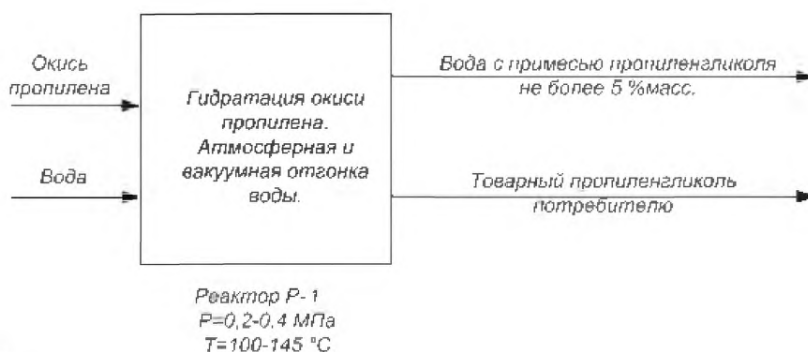 Окись
пропилена
Вода
Гидратация окиси
пропилена.
Атмосферная и
вакуумная отгонка
воды.
Вода с примесью пропиленгликоля
не более 5 %масс.
Товарный пропиленгликоль
потребителю
Реактор Р-1
Р=0,2-0,4 МПа
Т=100-145 °С